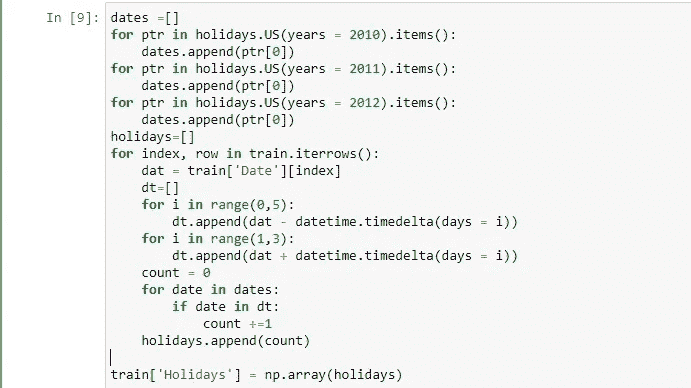 In [9]: dates =[]
for ptr in holidays.US(years = 2010).items():
    dates.append(ptr[0])
for ptr in holidays.US(years = 2011).items():
    dates.append(ptr[0])
for ptr in holidays.US(years = 2012).items():
    dates.append(ptr[0])
holidays=[]
for index, row in train.iterrows():
    dat = train['Date'][index]
    dt=[]
    for i in range(0,5):
        dt.append(dat - datetime.timedelta(days = i))
    for i in range(1,3):
        dt.append(dat + datetime.timedelta(days = i))
    count = 0
    for date in dates:
        if date in dt:
            count +=1
    holidays.append(count)
train['Holidays'] = np.array(holidays)